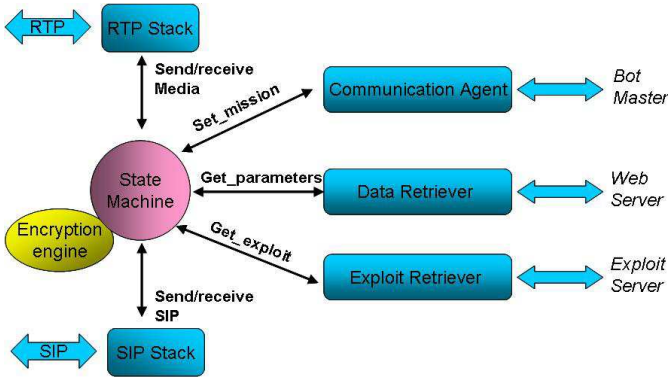 RTP
RTP Stack
Send/receive
Media
Set_mission
Communication Agent
Bot
Master
State
Machine
Get_parameters
Data Retriever
Web
Server
Encryption
engine
Get_exploit
Exploit Retriever
Exploit
Server
Send/receive
SIP
SIP
SIP Stack